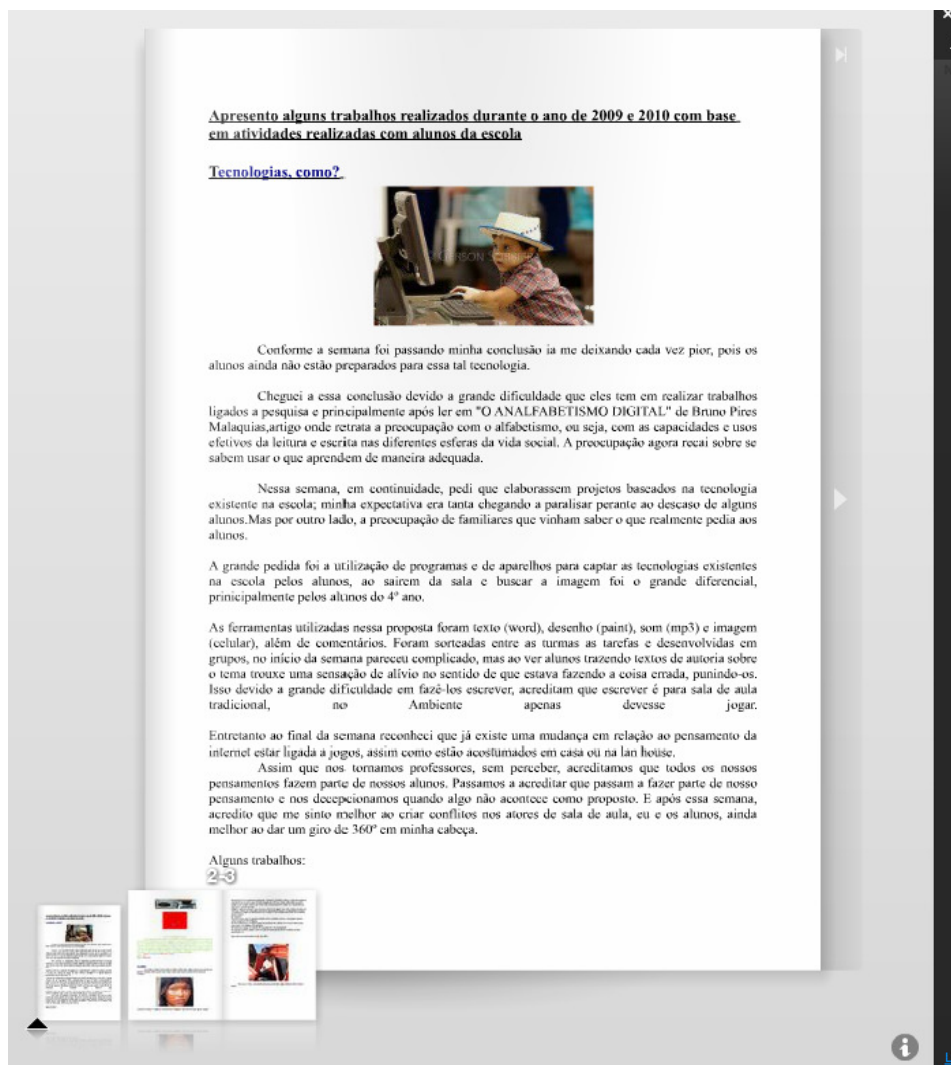 Apresento alguns trabalhos realizados durante o ano de 2009 e 2010 com base
em atividades realizadas com alunos da escola
Tecnologias, como?
Conforme a semana foi passando minha conclusão ia me deixando cada vez pior, pois os
alunos ainda não estão preparados para essa tal tecnologia.
Cheguei a essa conclusão devido a grande dificuldade que eles tem em realizar trabalhos
ligados a pesquisa e principalmente após ler em "O ANALFABETISMO DIGITAL" de Bruno Pires
Malaquias,artigo onde retrata a preocupação com o alfabetismo, ou seja, com as capacidades e usos
efetivos da leitura e escrita nas diferentes esferas da vida social. A preocupação agora recai sobre se
sabem usar o que aprendem de maneira adequada.
Nessa semana, em continuidade, pedi que elaborassem projetos baseados na tecnologia
existente na escola; minha expectativa era tanta chegando a paralisar perante ao descaso de alguns
alunos.Mas por outro lado, a preocupação de familiares que vinham saber o que realmente pedia aos
alunos.
A grande pedida foi a utilização de programas e de aparelhos para captar as tecnologias existentes
na escola pelos alunos, ao sairem da sala e buscar a imagem foi o grande diferencial,
prinicipalmente pelos alunos do 4º ano.
As ferramentas utilizadas nessa proposta foram texto (word), desenho (paint), som (mp3) e imagem
(celular), além de comentários. Foram sorteadas entre as turmas as tarefas e desenvolvidas em
grupos, no início da semana pareceu complicado, mas ao ver alunos trazendo textos de autoria sobre
o tema trouxe uma sensação de alívio no sentido de que estava fazendo a coisa errada, punindo-os.
Isso devido a grande dificuldade em fazê-los escrever, acreditam que escrever é para sala de aula
tradicional, no Ambiente apenas devesse jogar.
Entretanto ao final da semana reconheci que já existe uma mudança em relação ao pensamento da
internet estar ligada a jogos, assim como estão acostumados em casa ou na lan house.
Assim que nos tornamos professores, sem perceber, acreditamos que todos os nossos
pensamentos fazem parte de nossos alunos. Passamos a acreditar que passam a fazer parte de nosso
pensamento e nos decepcionamos quando algo não acontece como proposto. E após essa semana,
acredito que me sinto melhor ao criar conflitos nos atores de sala de aula, eu e os alunos, ainda
melhor ao dar um giro de 360º em minha cabeça.
Alguns trabalhos:
2-3